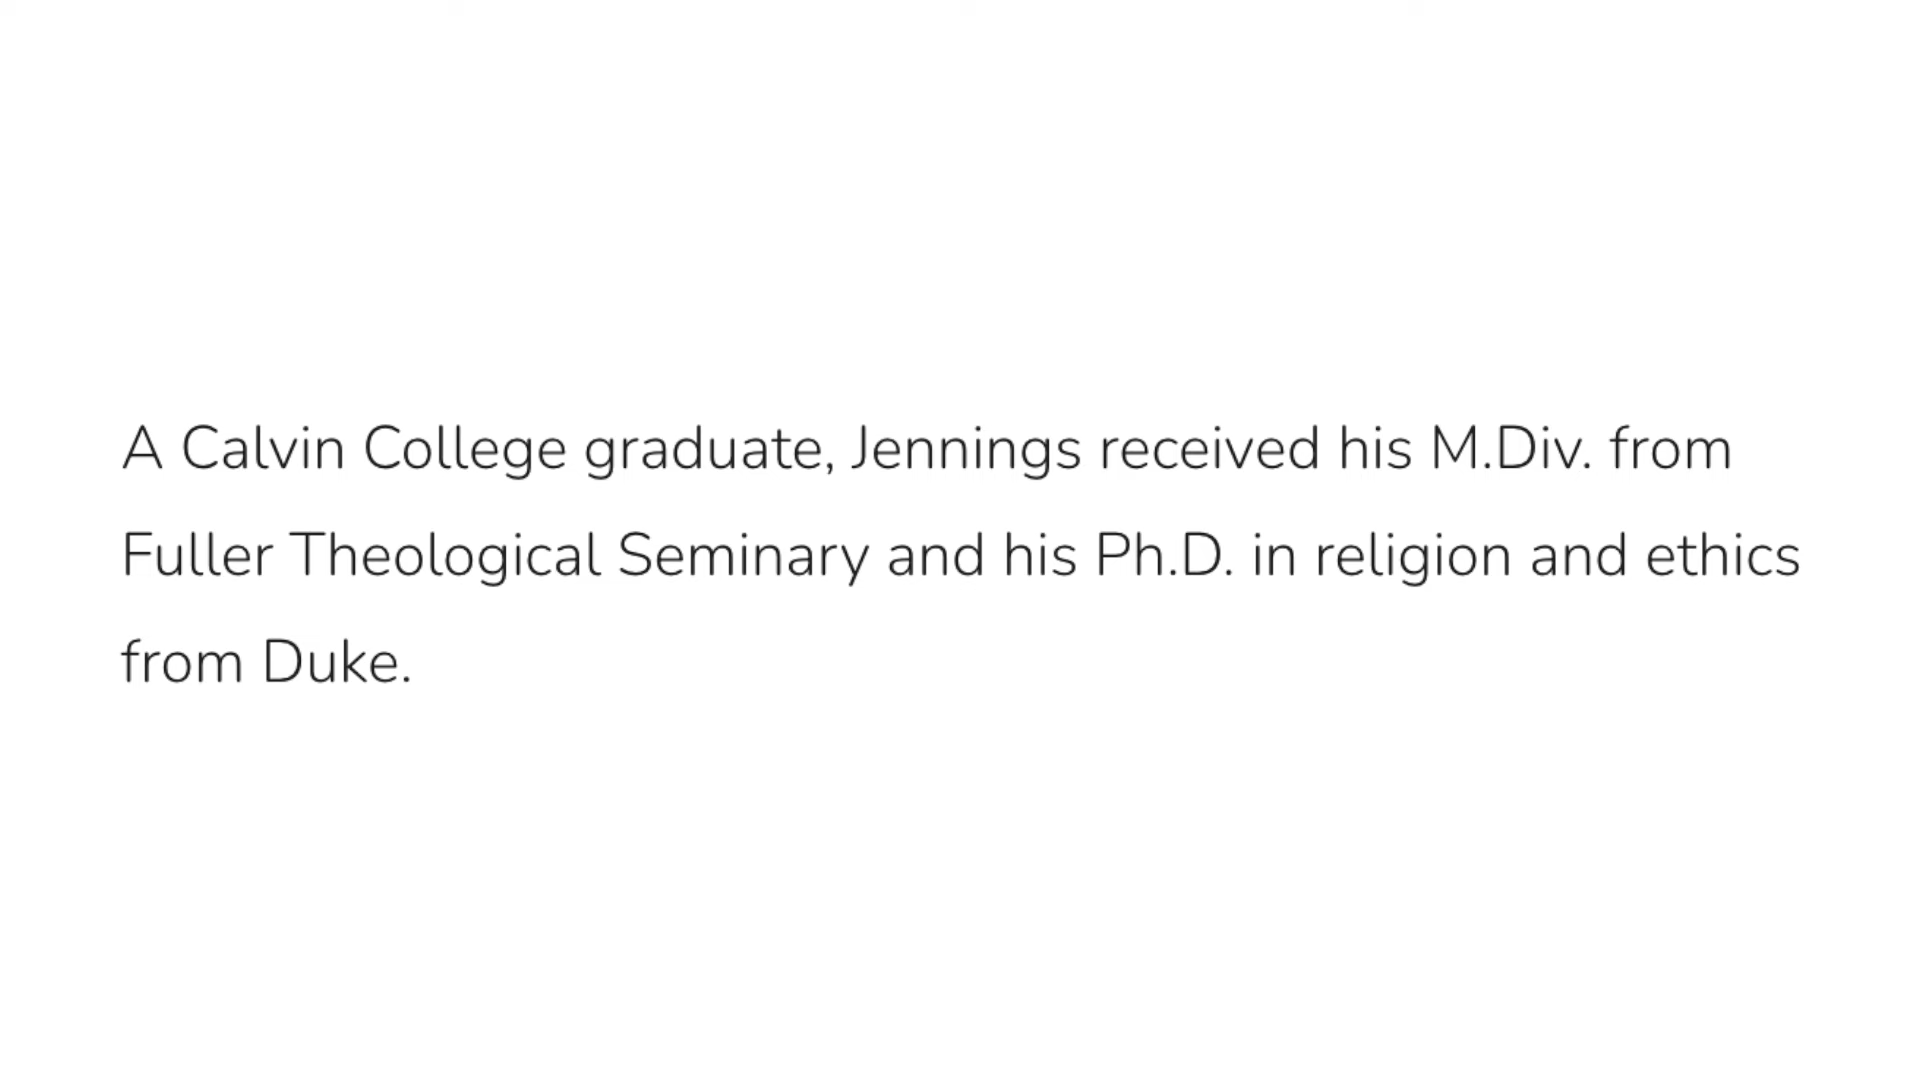 A Calvin College graduate, Jennings received his M.Div. from
Fuller Theological Seminary and his Ph.D. in religion and ethics
from Duke.